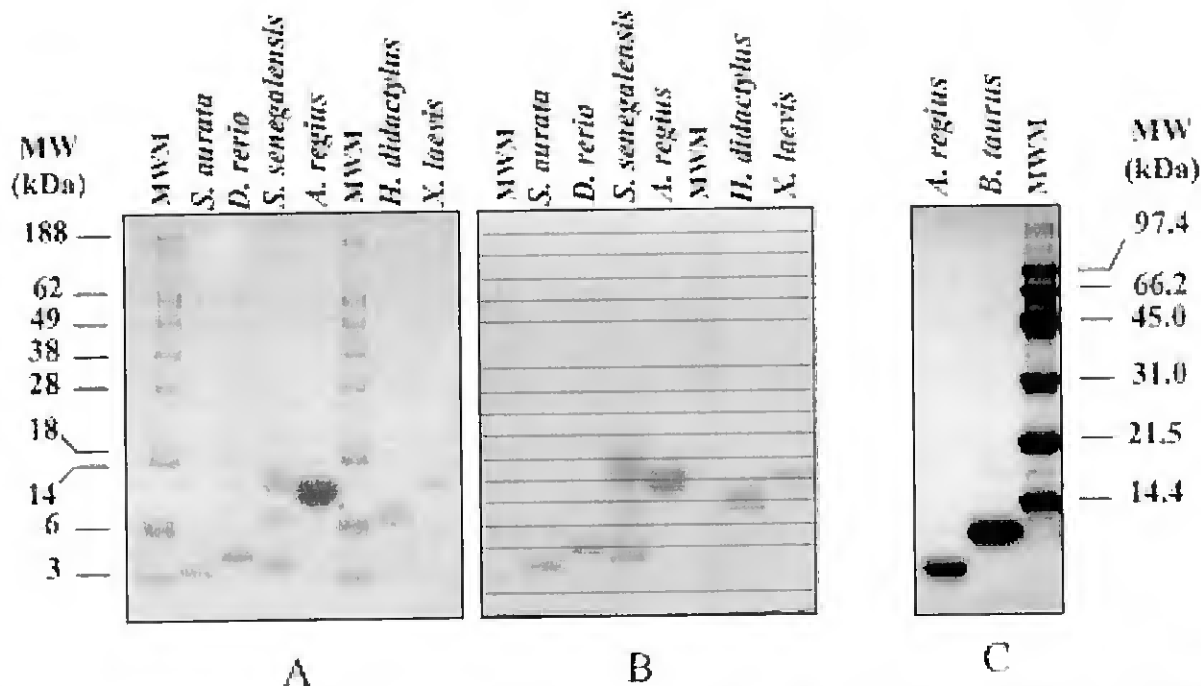 MW
(kDa)
188
62
49
38
28
18
14
6
3
MWM
S. aurata
D. rerio
S. senegalensis
A. regius
MWM
H. didactylus
X. laevis
A
MWM
S. aurata
D. rerio
S. senegalensis
A. regius
MWM
H. didactylus
X. laevis
B
A. regius
B. taurus
MWM
C
MW
(kDa)
97.4
66.2
45.0
31.0
21.5
14.4